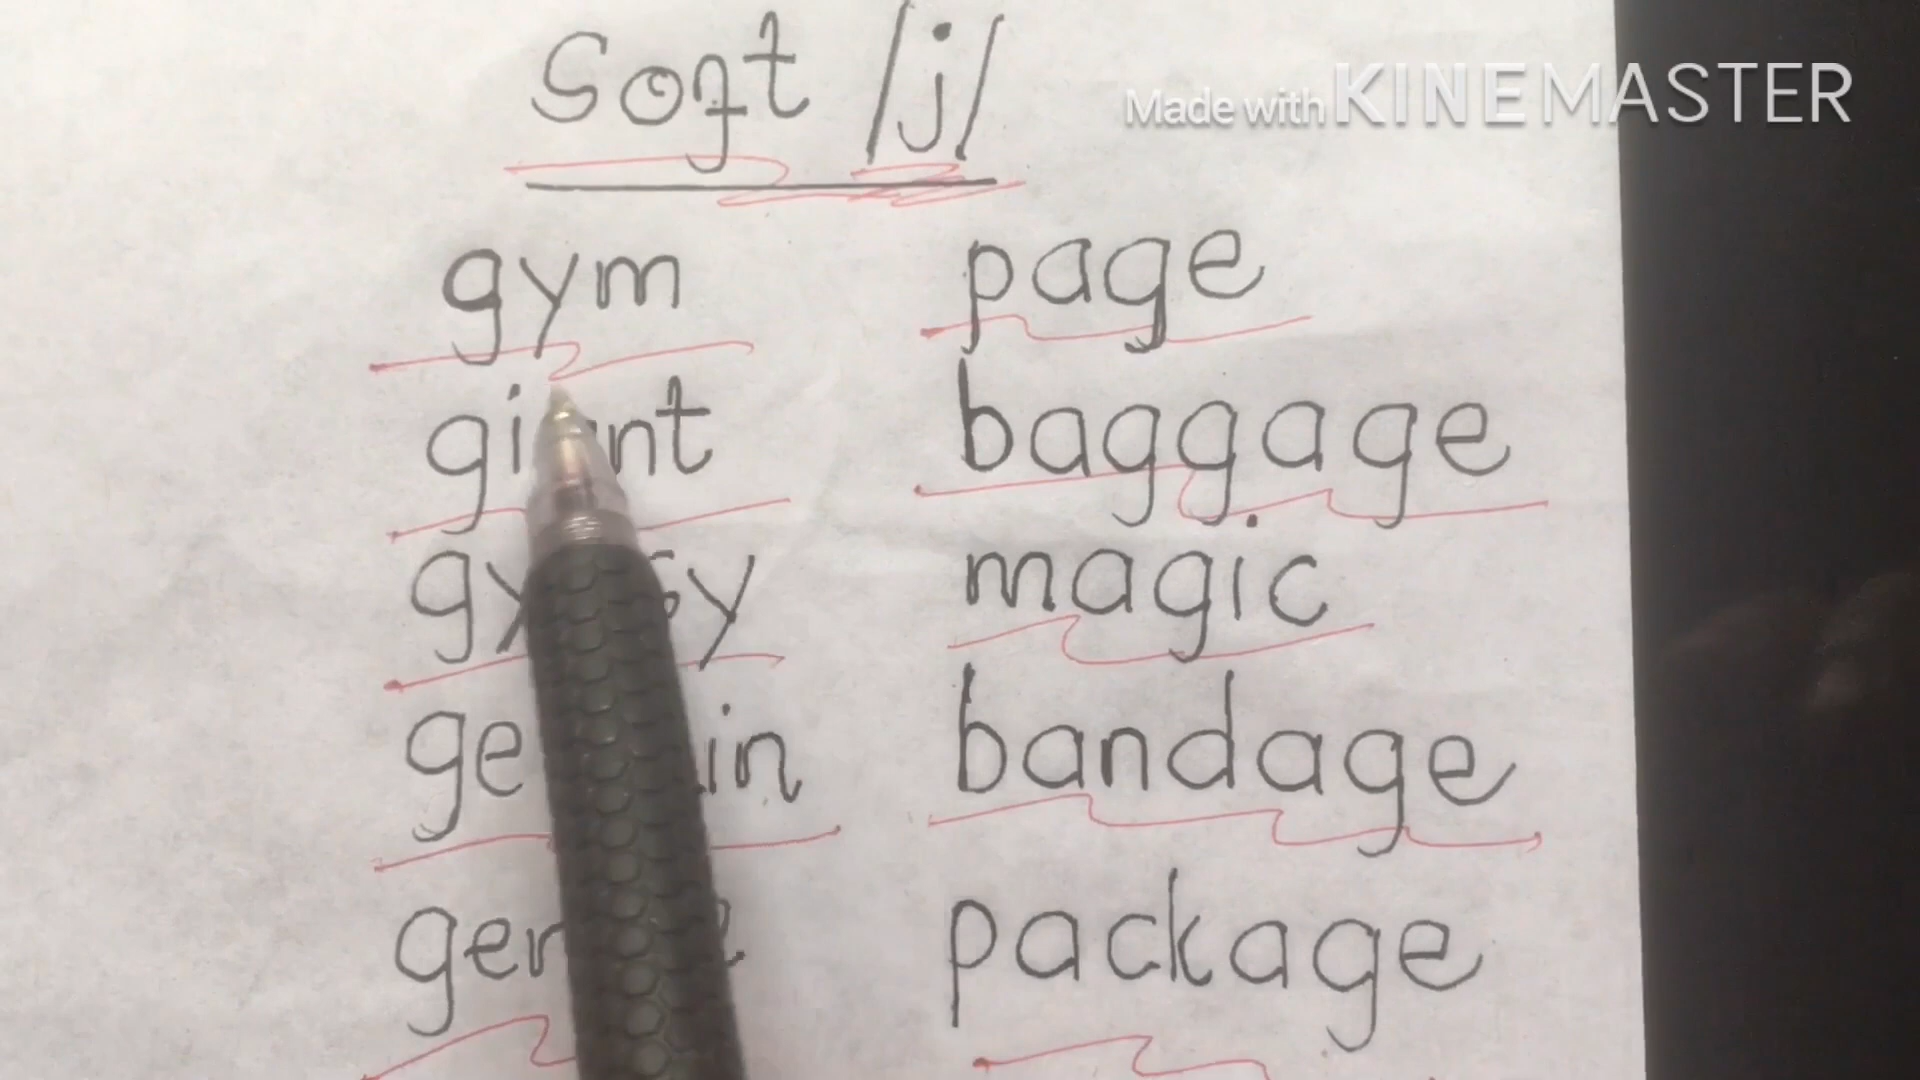 Soft /j/
Made with KINEMASTER
gym page
baggage
magic
bandage
package